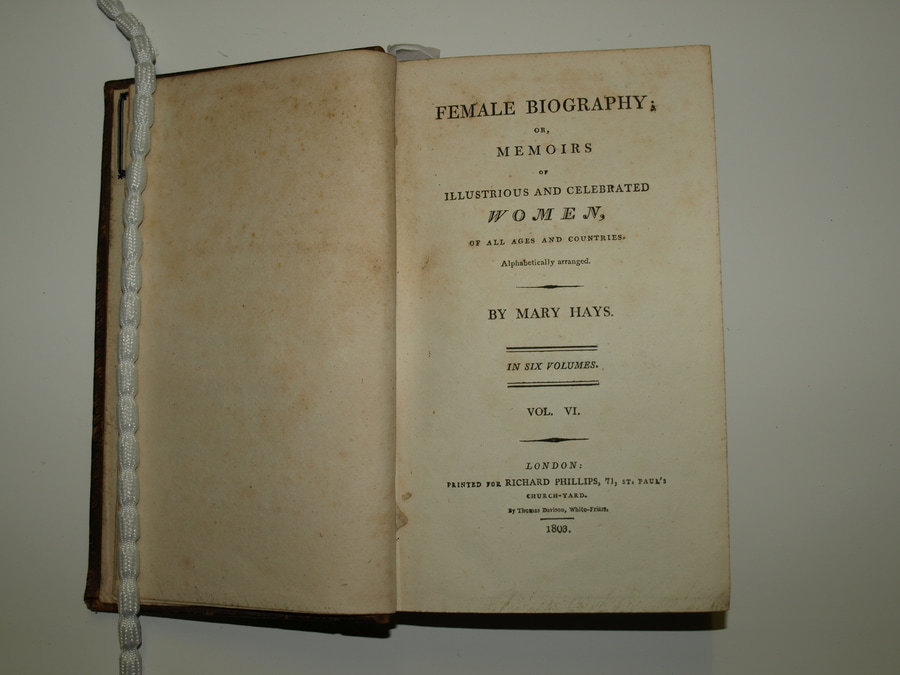 FEMALE BIOGRAPHY;
OR,
MEMOIRS
OF
ILLUSTRIOUS AND CELEBRATED
WOMEN,
OF ALL AGES AND COUNTRIES.
Alphabetically arranged.
BY MARY HAYS.
IN SIX VOLUMES.
VOL. VI.
LONDON:
PRINTED FOR RICHARD PHILLIPS, 71, ST. PAUL'S
CHURCH-YARD.
By Thomas Davison, White-Friars.
1803.